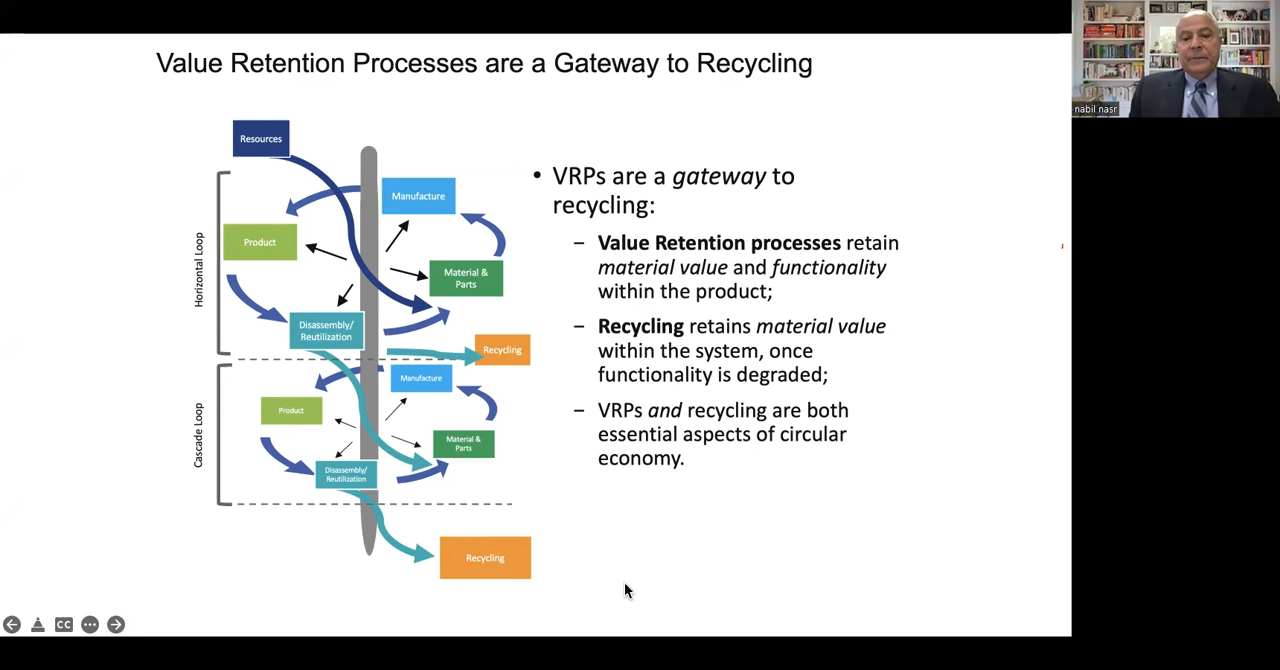 Value Retention Processes are a Gateway to Recycling
nabil nasr
Resources
Horizontal Loop
Manufacture
Product
Material &
Parts
Disassembly/
Reutilization
Recycling
Cascade Loop
Manufacture
Product
Material &
Parts
Disassembly/
Reutilization
Recycling
• VRPs are a gateway to
recycling:
– Value Retention processes retain
material value and functionality
within the product;
– Recycling retains material value
within the system, once
functionality is degraded;
– VRPs and recycling are both
essential aspects of circular
economy.
CC